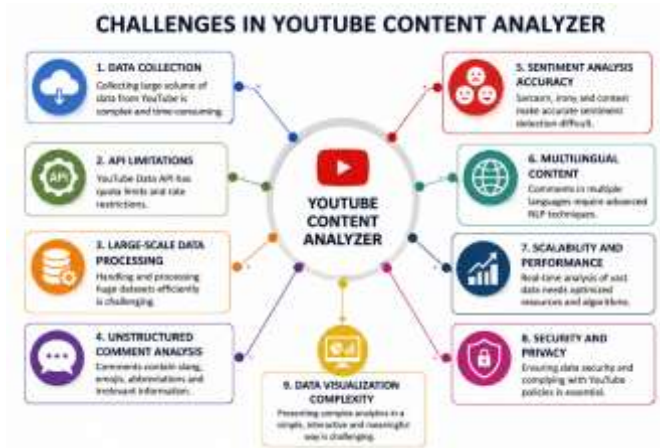 CHALLENGES IN YOUTUBE CONTENT ANALYZER
1. DATA COLLECTION
Collecting large volume of
data from YouTube is
complex and time-consuming.
API
2. API LIMITATIONS
YouTube Data API has
quota limits and rate
restrictions.
3. LARGE-SCALE DATA
PROCESSING
Handling and processing
huge datasets efficiently
is challenging.
4. UNSTRUCTURED
COMMENT ANALYSIS
Comments contain slang,
emojis, abbreviations and
irrelevant information.
YOUTUBE
CONTENT
ANALYZER
9. DATA VISUALIZATION
COMPLEXITY
Presenting complex analytics in a
simple, interactive and meaningful
way is challenging.
5. SENTIMENT ANALYSIS
ACCURACY
Sarcasm, irony and context
make accurate sentiment
detection difficult.
6. MULTILINGUAL
CONTENT
Comments in multiple
languages require advanced
NLP techniques.
7. SCALABILITY AND
PERFORMANCE
Real-time analysis of vast
data needs optimized
resources and algorithms.
8. SECURITY AND
PRIVACY
Ensuring data security and
complying with YouTube
policies is essential.